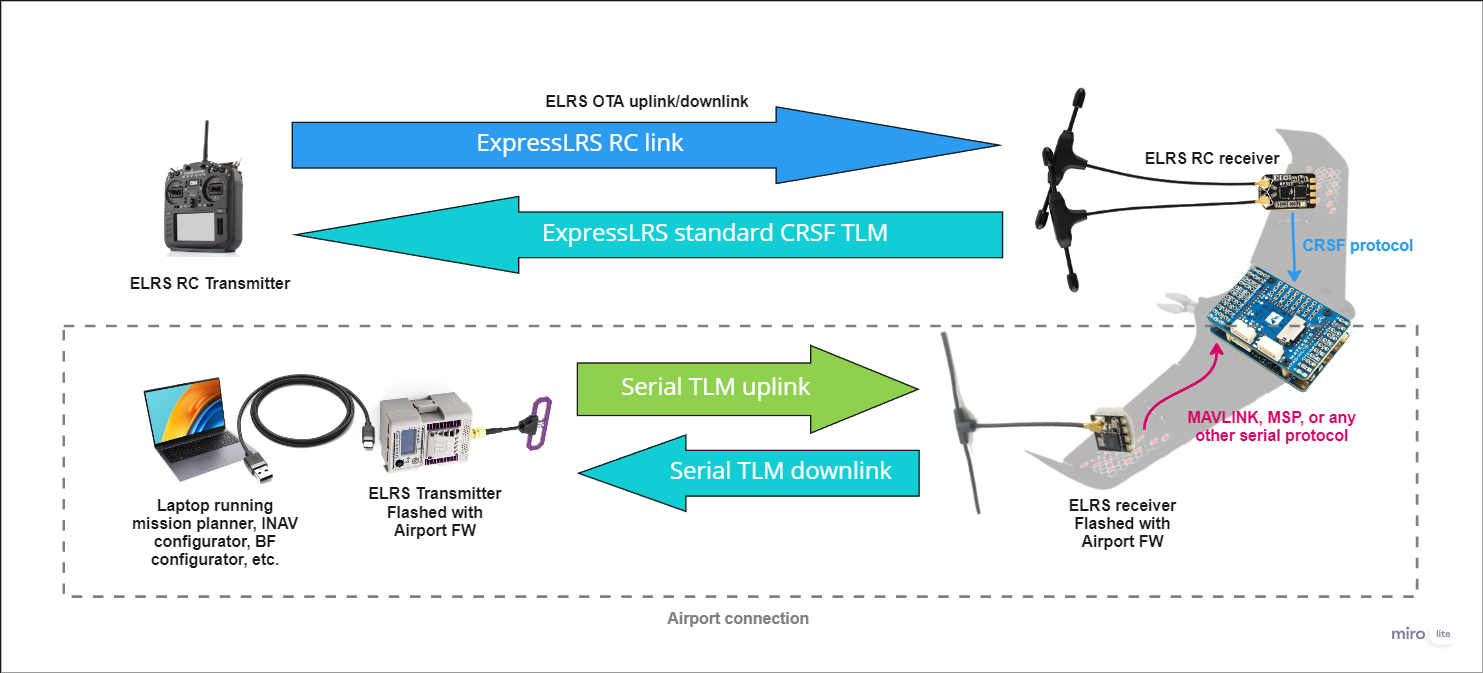 ELRS OTA uplink/downlink
ExpressLRS RC link
ELRS RC receiver
ExpressLRS standard CRSF TLM
CRSF protocol
ELRS RC Transmitter
Serial TLM uplink
MAVLINK, MSP, or any
other serial protocol
Serial TLM downlink
Laptop running
mission planner, INAV
configurator, BF
configurator, etc.
ELRS Transmitter
Flashed with
Airport FW
ELRS receiver
Flashed with
Airport FW
Airport connection
miro lite